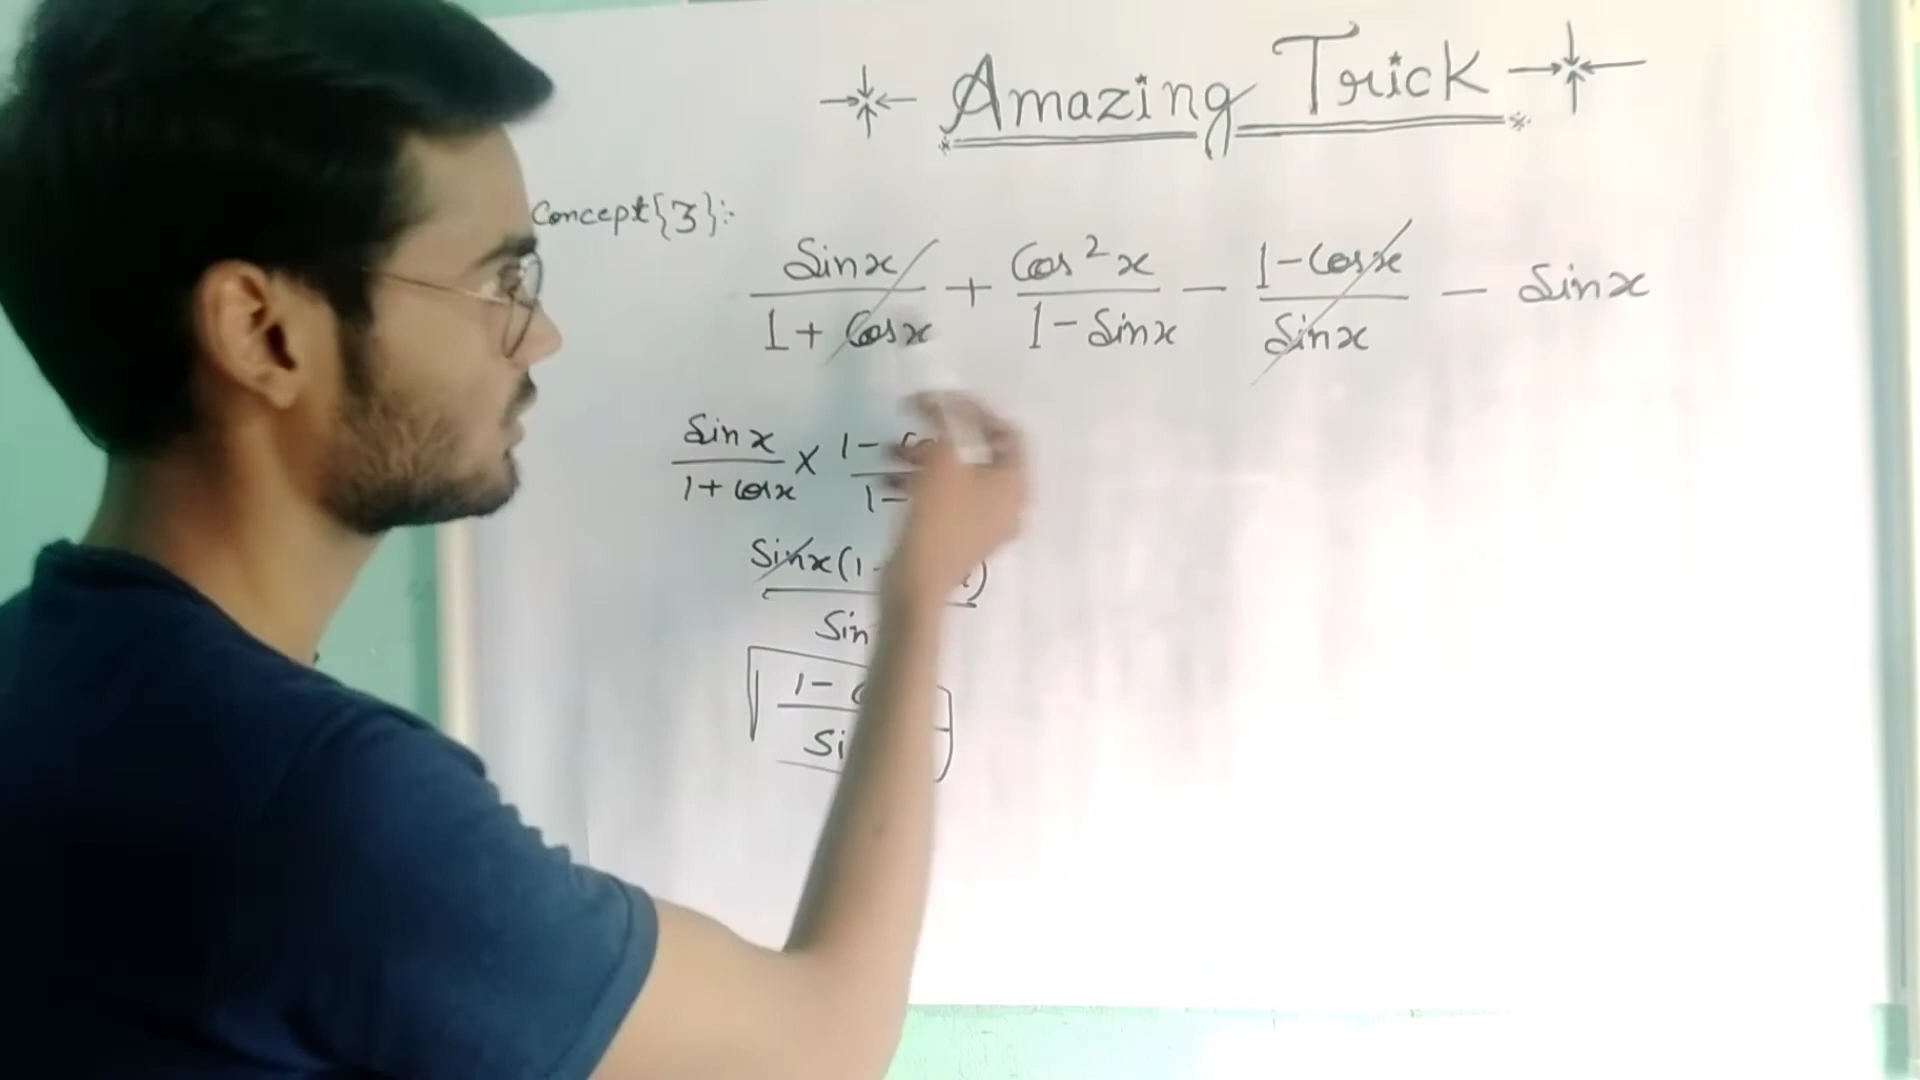 Amazing Trick
Concept{3}:-
Sinx/1+Cosx + Cos²x/1-Sinx - 1-Cosx/Sinx - Sinx
Sinx/1+cosx × 1-/1-
Sinx(1- )
Sin
1-